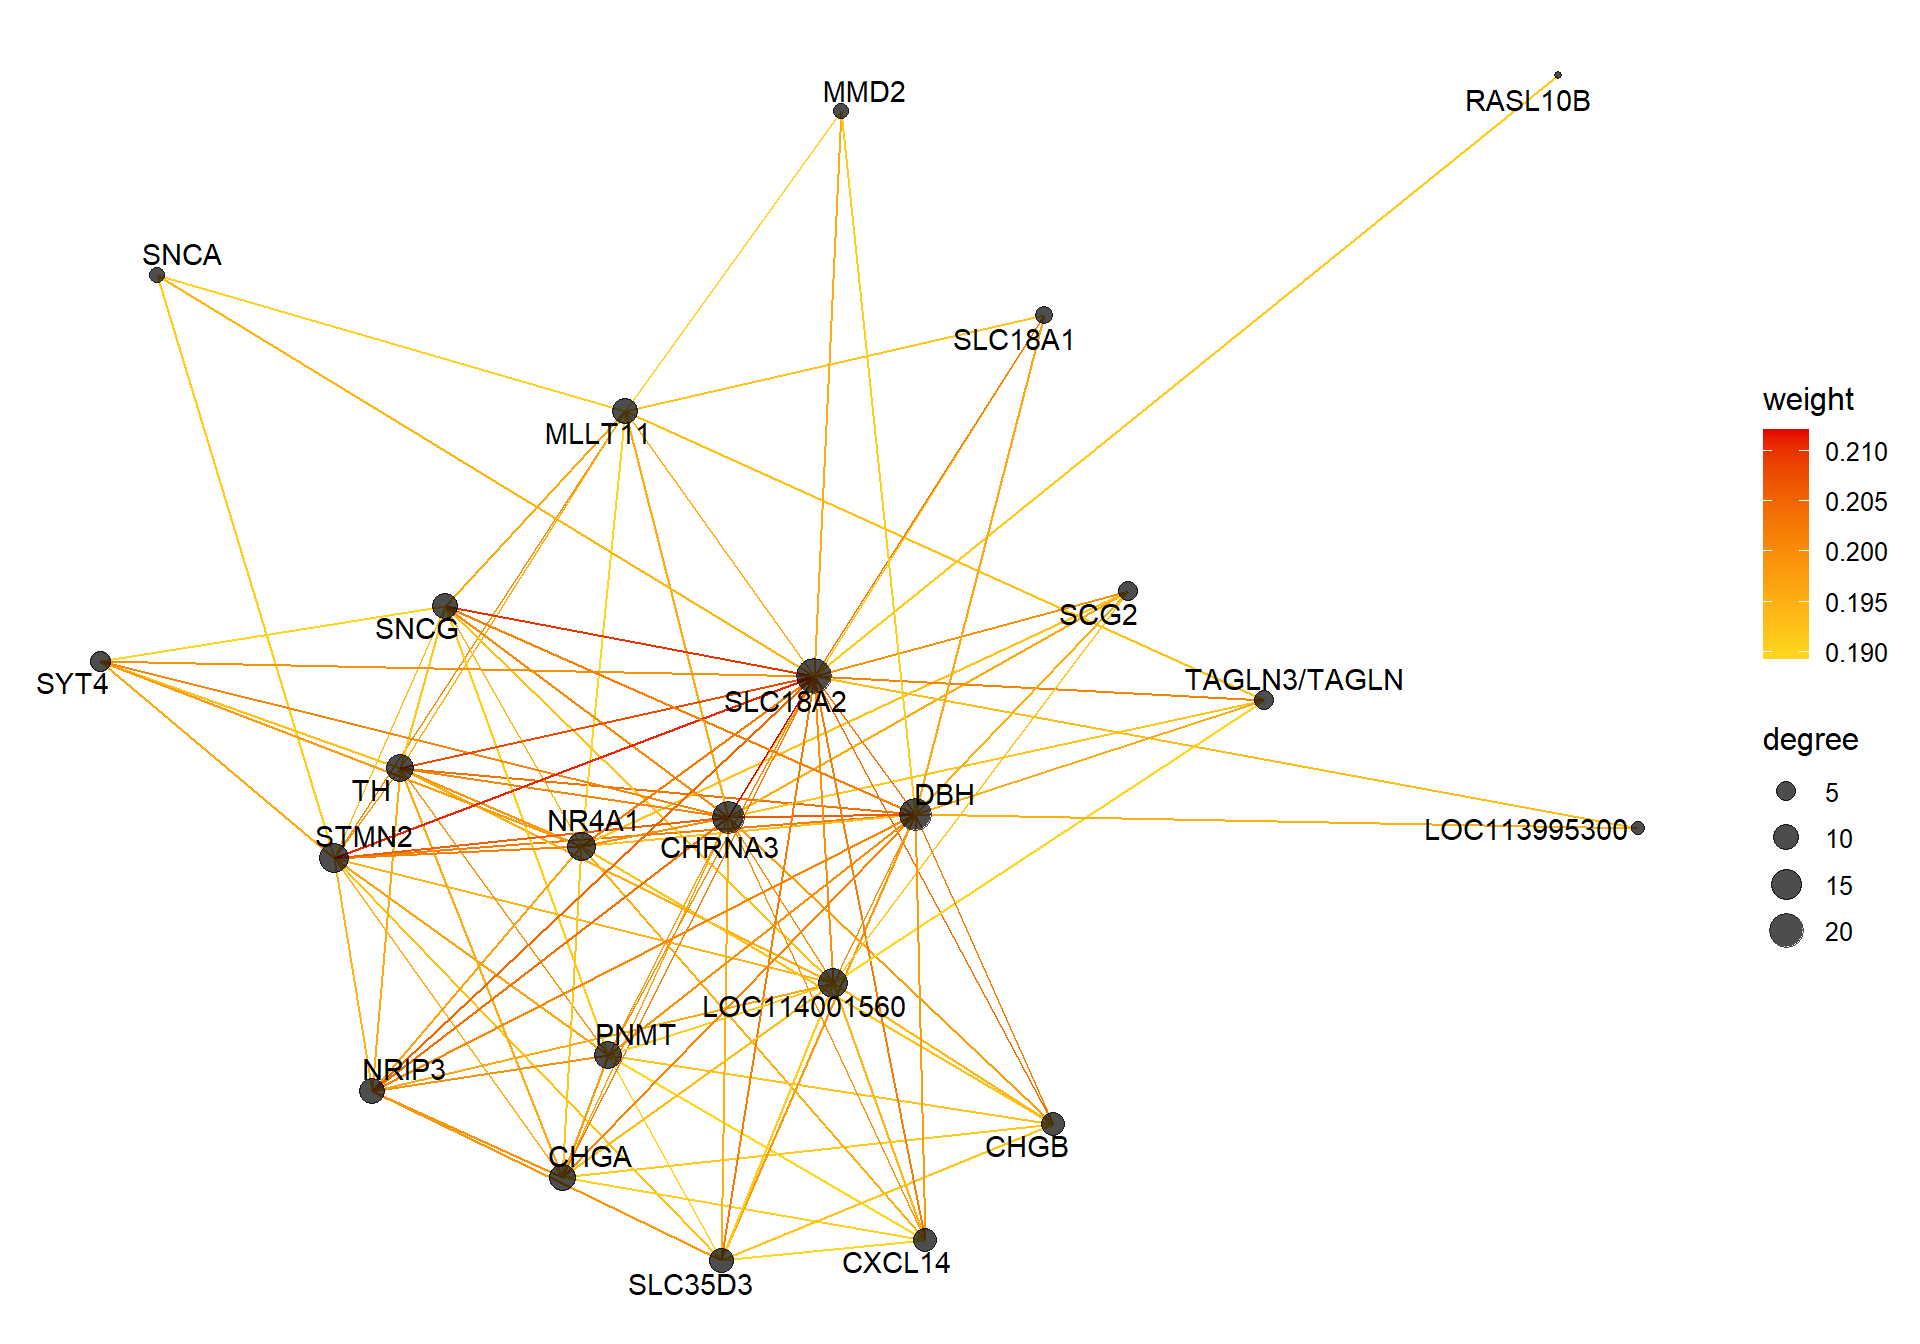 MMD2
RASL10B
SNCA
SLC18A1
MLLT11
SNCG
SCG2
SYT4
SLC18A2
TAGLN3/TAGLN
TH
STMN2
NR4A1
CHRNA3
DBH
LOC113995300
LOC114001560
PNMT
NRIP3
CHGA
CHGB
CXCL14
SLC35D3
weight
0.210
0.205
0.200
0.195
0.190
degree
5
10
15
20